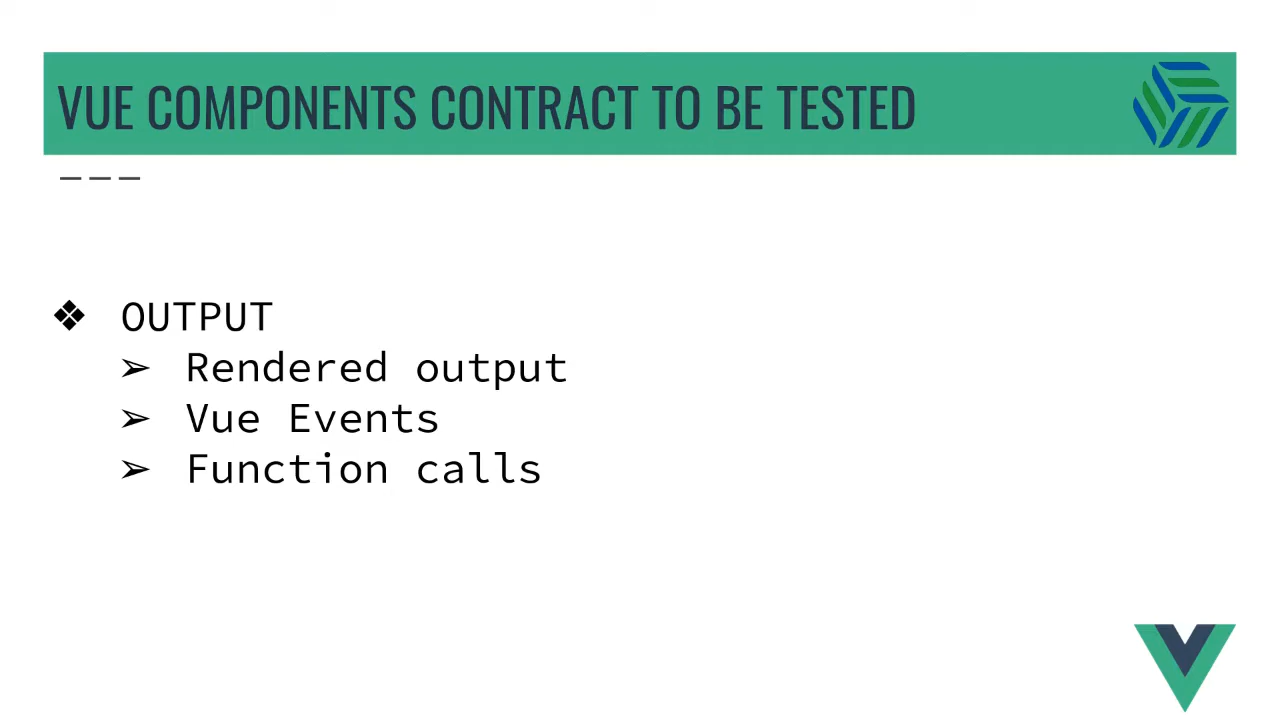 VUE COMPONENTS CONTRACT TO BE TESTED
❖ OUTPUT
➢ Rendered output
➢ Vue Events
➢ Function calls